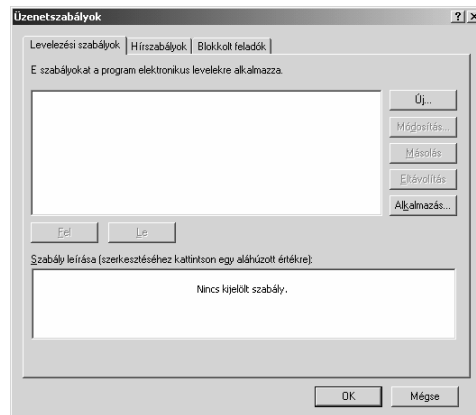 Üzenetszabályok
Levelezési szabályok Hírszabályok Blokkolt feladók
E szabályokat a program elektronikus levelekre alkalmazza.
Új...
Módosítás...
Másolás
Eltávolítás
Alkalmazás...
Fel Le
Szabály leírása (szerkesztéséhez kattintson egy aláhúzott értékre):
Nincs kijelölt szabály.
OK Mégse